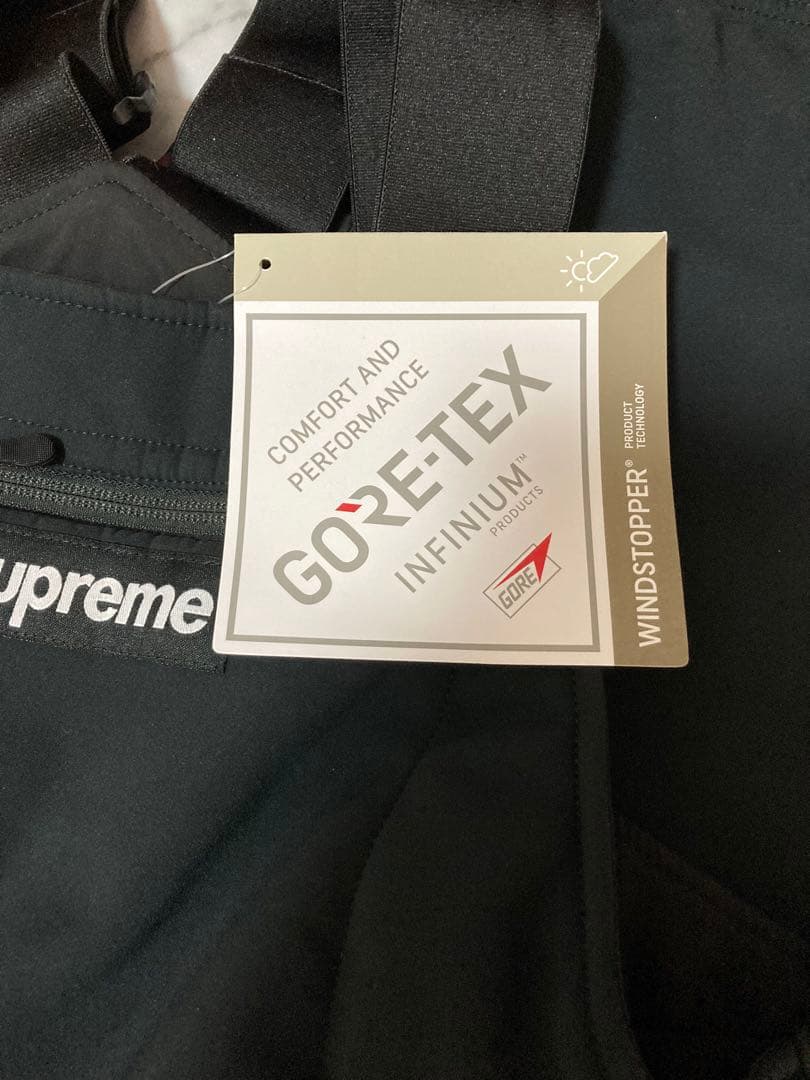 COMFORT AND
PERFORMANCE
GORE-TEX
INFINIUM™
PRODUCTS
GORE
WINDSTOPPER®
PRODUCT
TECHNOLOGY
upreme